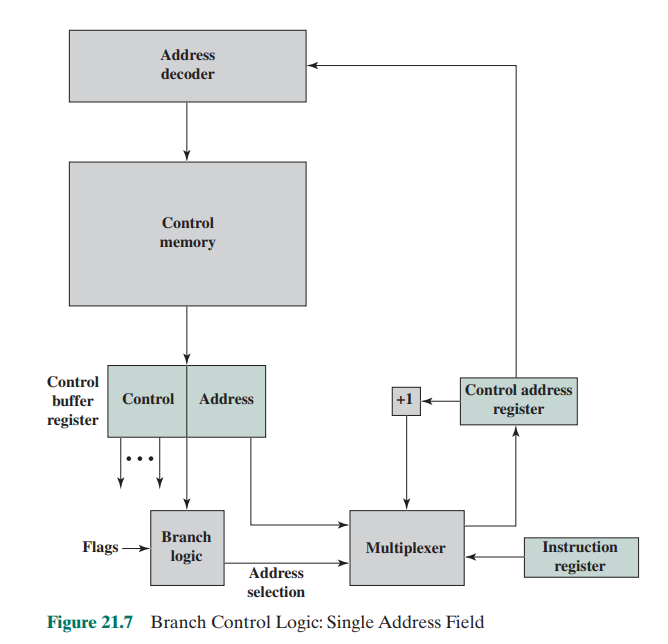 Address
decoder
Control
memory
Control
buffer
register
Control
Address
+1
Control address
register
• • •
Flags
Branch
logic
Multiplexer
Instruction
register
Address
selection
Figure 21.7 Branch Control Logic: Single Address Field